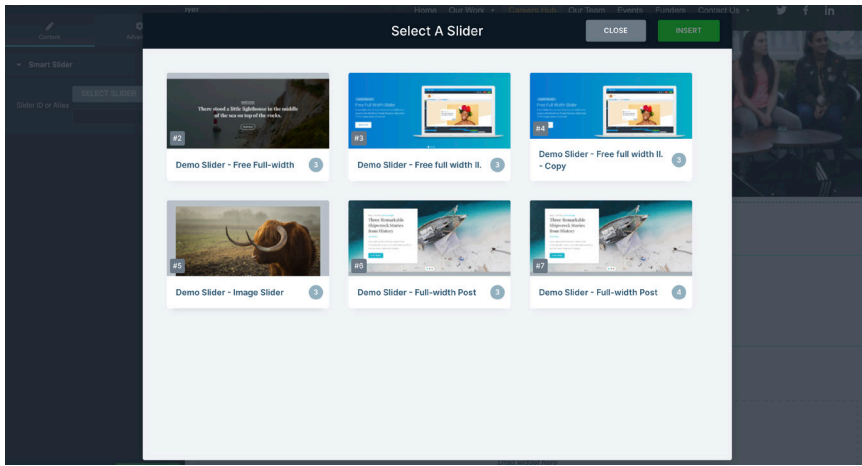 Home Our Work Careers Hub Our Team Events Funders Contact Us
Content
Select A Slider
CLOSE
INSERT
Smart Slider
Slider ID or Alias
SELECT SLIDER
There stood a little lighthouse in the middle
of the sea on top of the rocks.
#2
Demo Slider - Free Full-width
3
Free Full Width Slider
#3
Demo Slider - Free full width II.
3
Free Full Width Slider
#4
Demo Slider - Free full width II.
- Copy
3
#5
Demo Slider - Image Slider
3
Three Remarkable
Shipwreck Stories
from History
#6
Demo Slider - Full-width Post
3
Three Remarkable
Shipwreck Stories
from History
#7
Demo Slider - Full-width Post
4